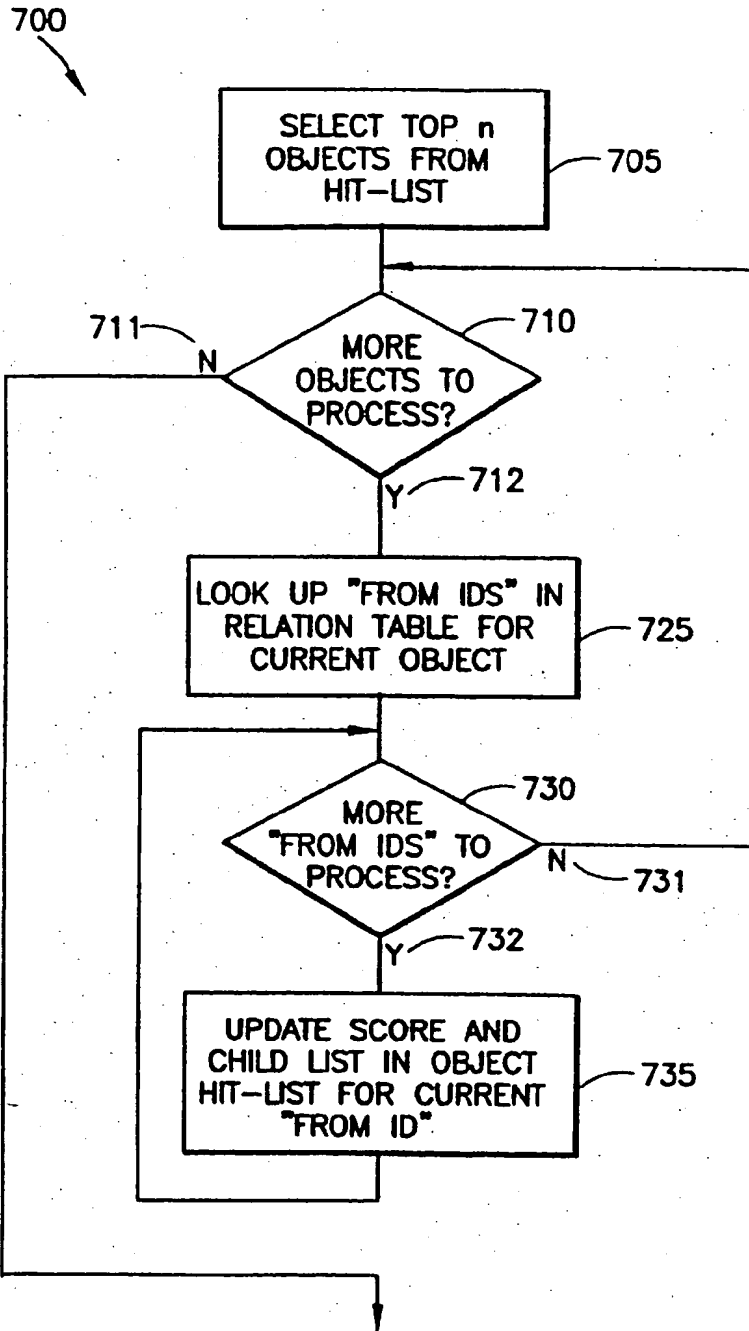 700
SELECT TOP n
OBJECTS FROM
HIT-LIST
705
711
N
710
MORE
OBJECTS TO
PROCESS?
Y
712
LOOK UP "FROM IDS" IN
RELATION TABLE FOR
CURRENT OBJECT
725
730
MORE
"FROM IDS" TO
PROCESS?
N
731
Y
732
UPDATE SCORE AND
CHILD LIST IN OBJECT
HIT-LIST FOR CURRENT
"FROM ID"
735